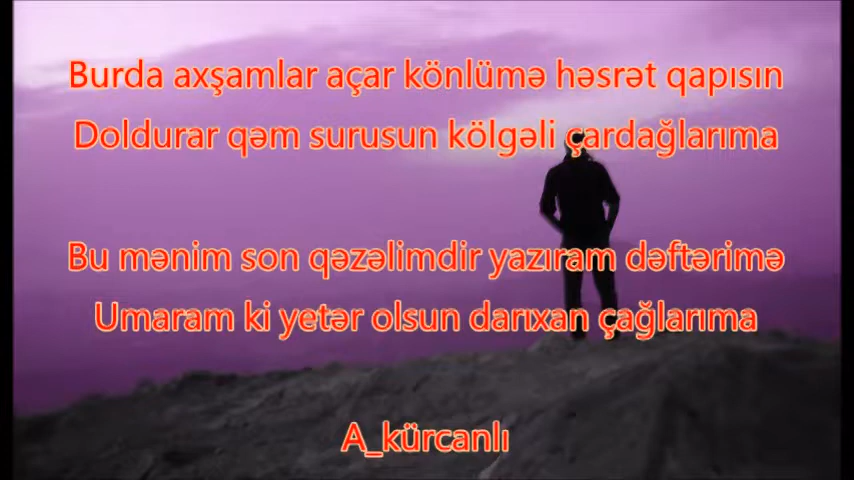 Burda axşamlar açar könlümə həsrət qapısın
Doldurar qəm surusun kölgəli çardağlarıma
Bu mənim son qəzəlimdir yazıram dəftərimə
Umaram ki yetər olsun darıxan çağlarıma
A_kürcanlı